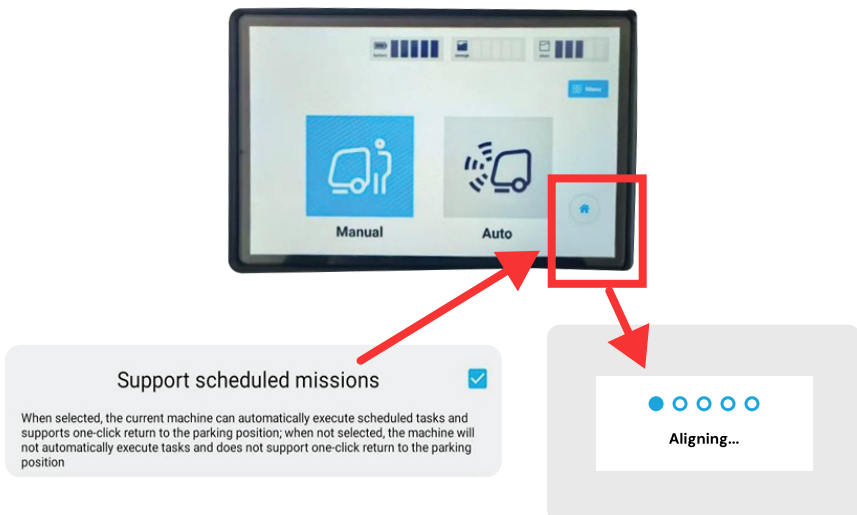 Menu
Manual
Auto
Support scheduled missions
When selected, the current machine can automatically execute scheduled tasks and
supports one-click return to the parking position; when not selected, the machine will
not automatically execute tasks and does not support one-click return to the parking
position
Aligning...